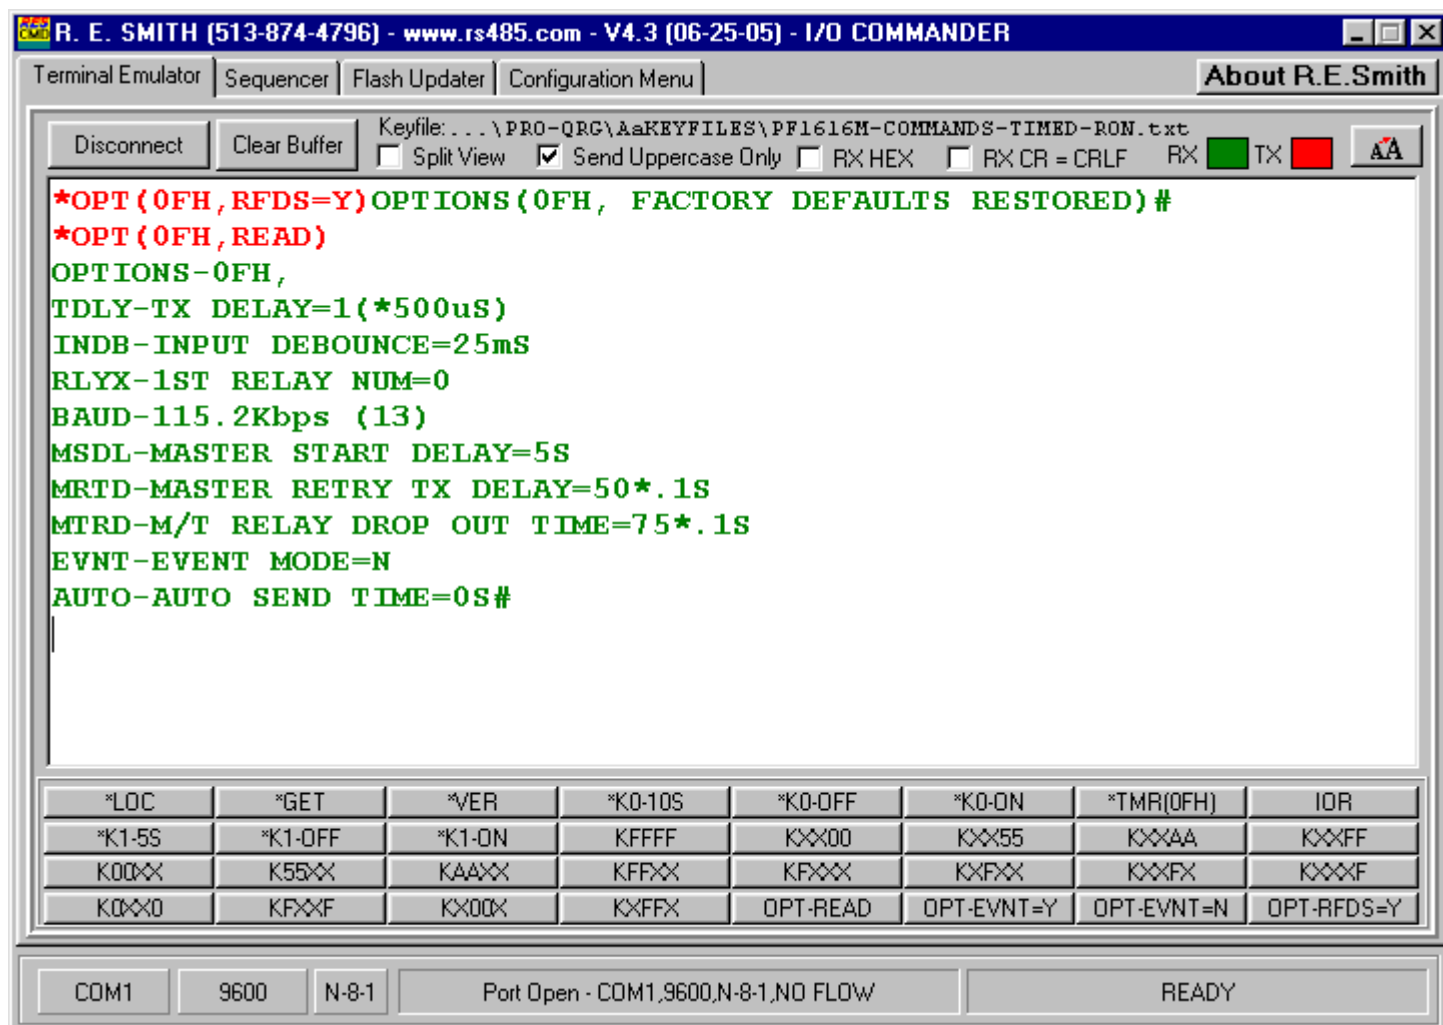 R. E. SMITH (513-874-4796) - www.rs485.com - V4.3 (06-25-05) - I/O COMMANDER
Terminal Emulator Sequencer Flash Updater Configuration Menu About R.E.Smith
Disconnect Clear Buffer Keyfile:...\PRO-QRG\AaKEYFILES\PF1616M-COMMANDS-TIMED-RON.txt
Split View Send Uppercase Only RX HEX RX CR = CRLF RX TX AA
*OPT(0FH,RFDS=Y)OPTIONS(0FH, FACTORY DEFAULTS RESTORED)#
*OPT(0FH,READ)
OPTIONS-0FH,
TDLY-TX DELAY=1(*500uS)
INDB-INPUT DEBOUNCE=25mS
RLYX-1ST RELAY NUM=0
BAUD-115.2Kbps (13)
MSDL-MASTER START DELAY=5S
MRTD-MASTER RETRY TX DELAY=50*.1S
MTRD-M/T RELAY DROP OUT TIME=75*.1S
EVNT-EVENT MODE=N
AUTO-AUTO SEND TIME=0S#
*LOC *GET *VER *K0-10S *K0-OFF *K0-ON *TMR(0FH) IOR
*K1-5S *K1-OFF *K1-ON KFFFF KXX00 KXX55 KXXAA KXXFF
K00XX K55XX KAAXX KFFXX KFXXX KXFXX KXXFX KXXXF
K0XX0 KFXXF KX00X KXFFX OPT-READ OPT-EVNT=Y OPT-EVNT=N OPT-RFDS=Y
COM1 9600 N-8-1 Port Open - COM1,9600,N-8-1,NO FLOW READY